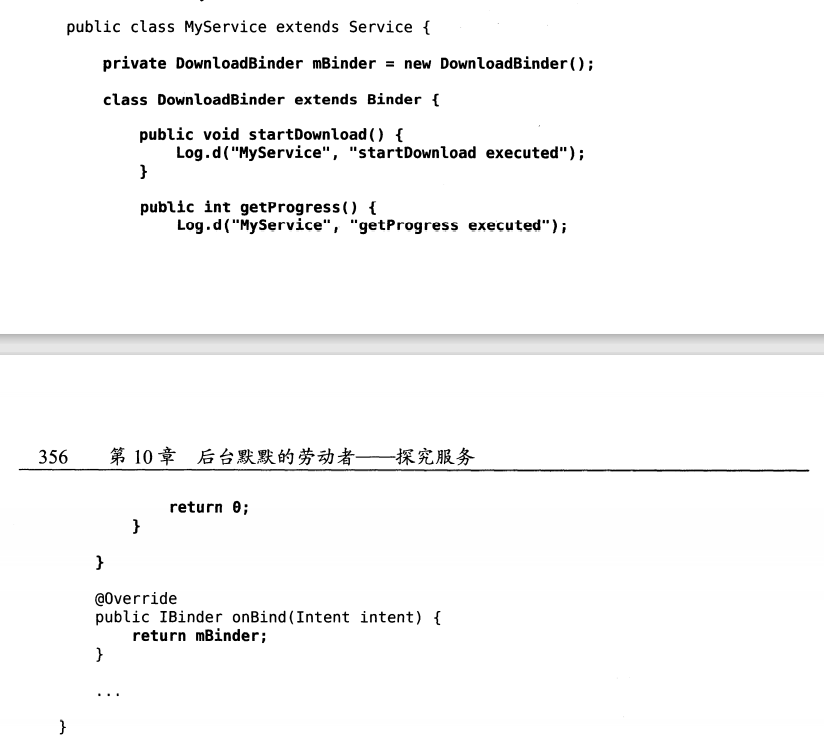 public class MyService extends Service {
private DownloadBinder mBinder = new DownloadBinder();
class DownloadBinder extends Binder {
public void startDownload() {
Log.d("MyService", "startDownload executed");
}
public int getProgress() {
Log.d("MyService", "getProgress executed");
356 第 10 章 后台默默的劳动者——探究服务
return 0;
}
}
@Override
public IBinder onBind(Intent intent) {
return mBinder;
}
...
}